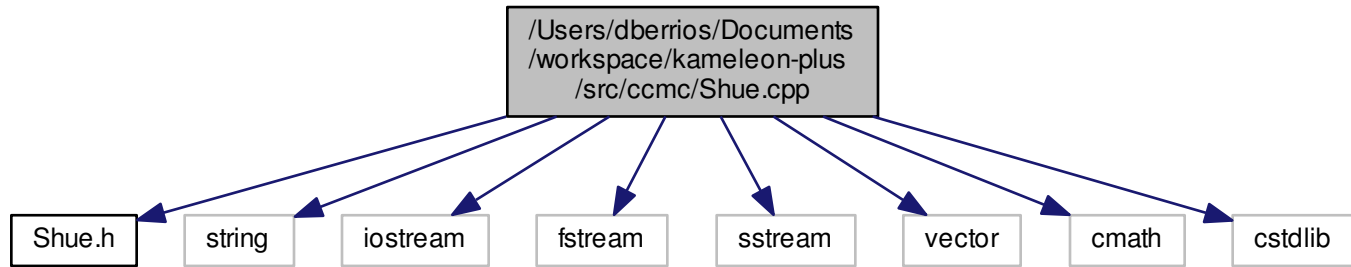 /Users/dberrios/Documents
/workspace/kameleon-plus
/src/ccmc/Shue.cpp
Shue.h
string
iostream
fstream
sstream
vector
cmath
cstdlib